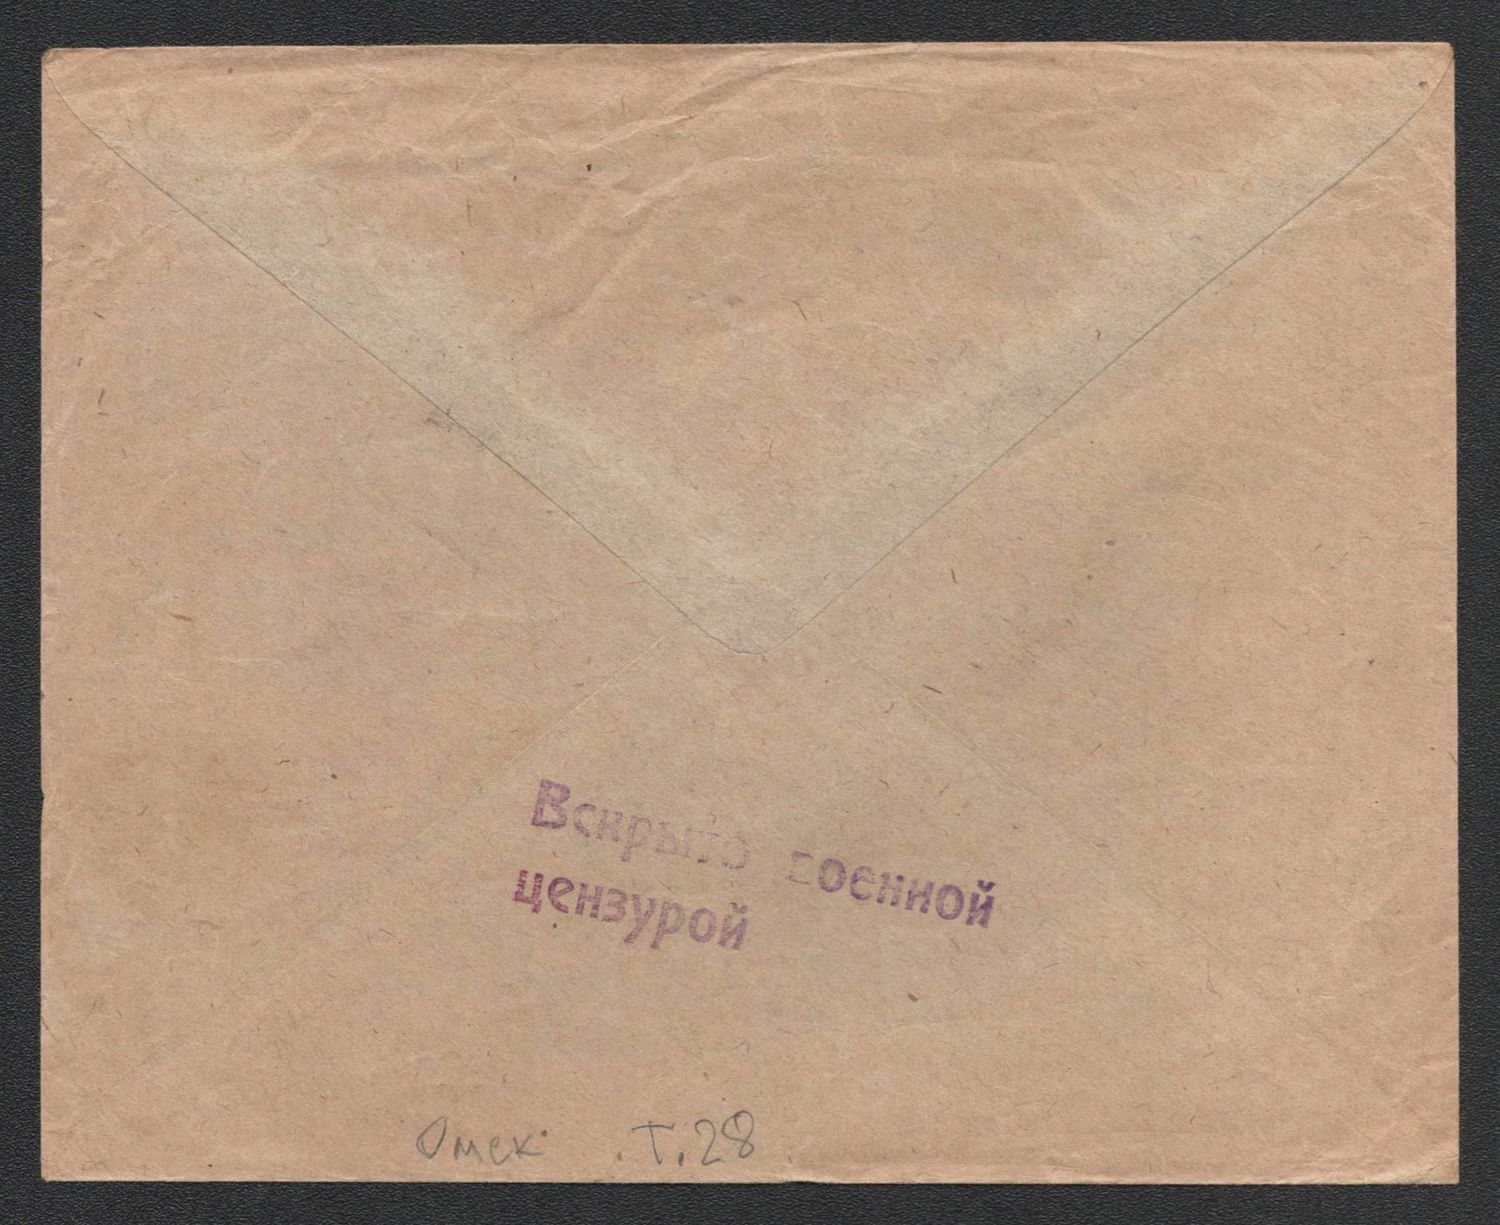 Вскрыто военной
цензурой
Омск Т.28